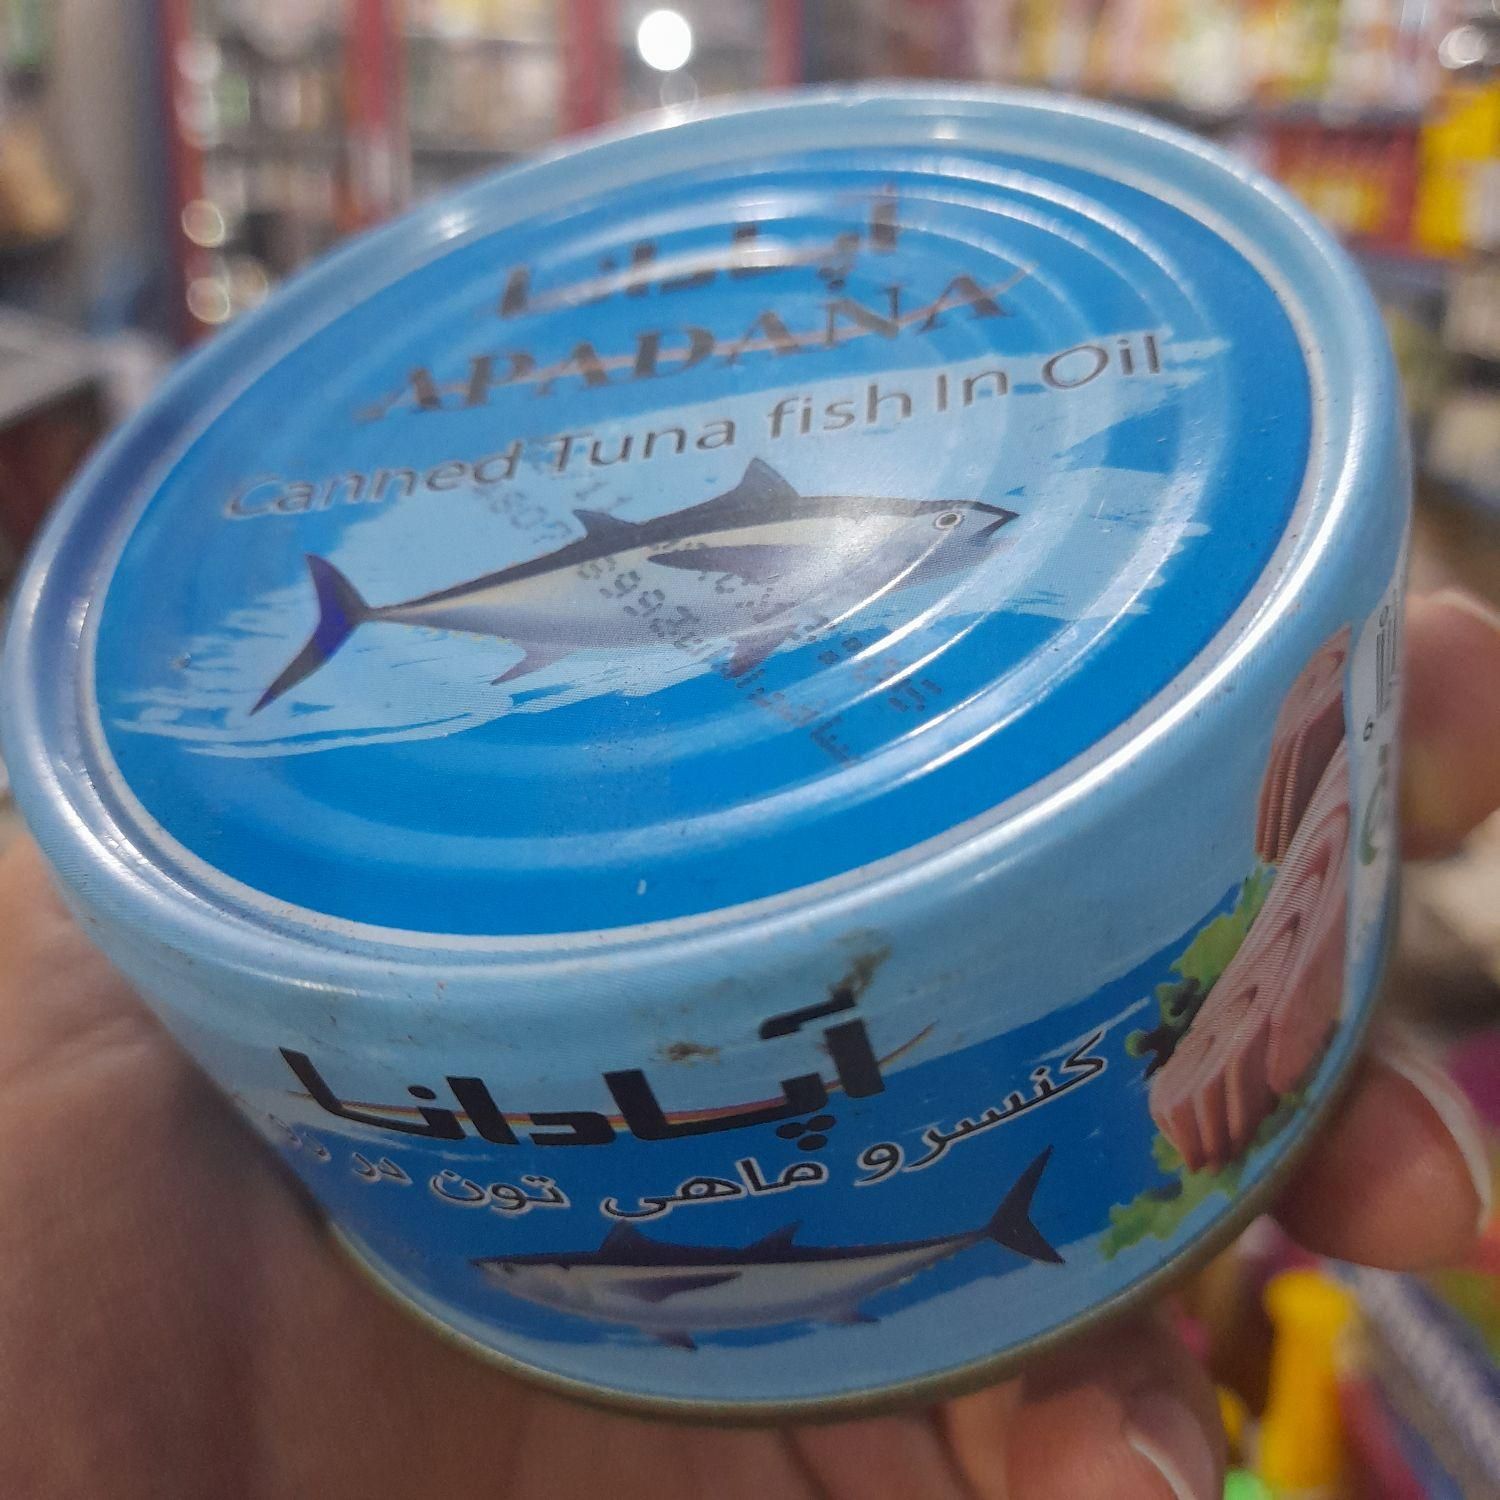 آپادانا
APADANA
Canned Tuna fish In Oil
آپادانا
کنسرو ماهی تون در